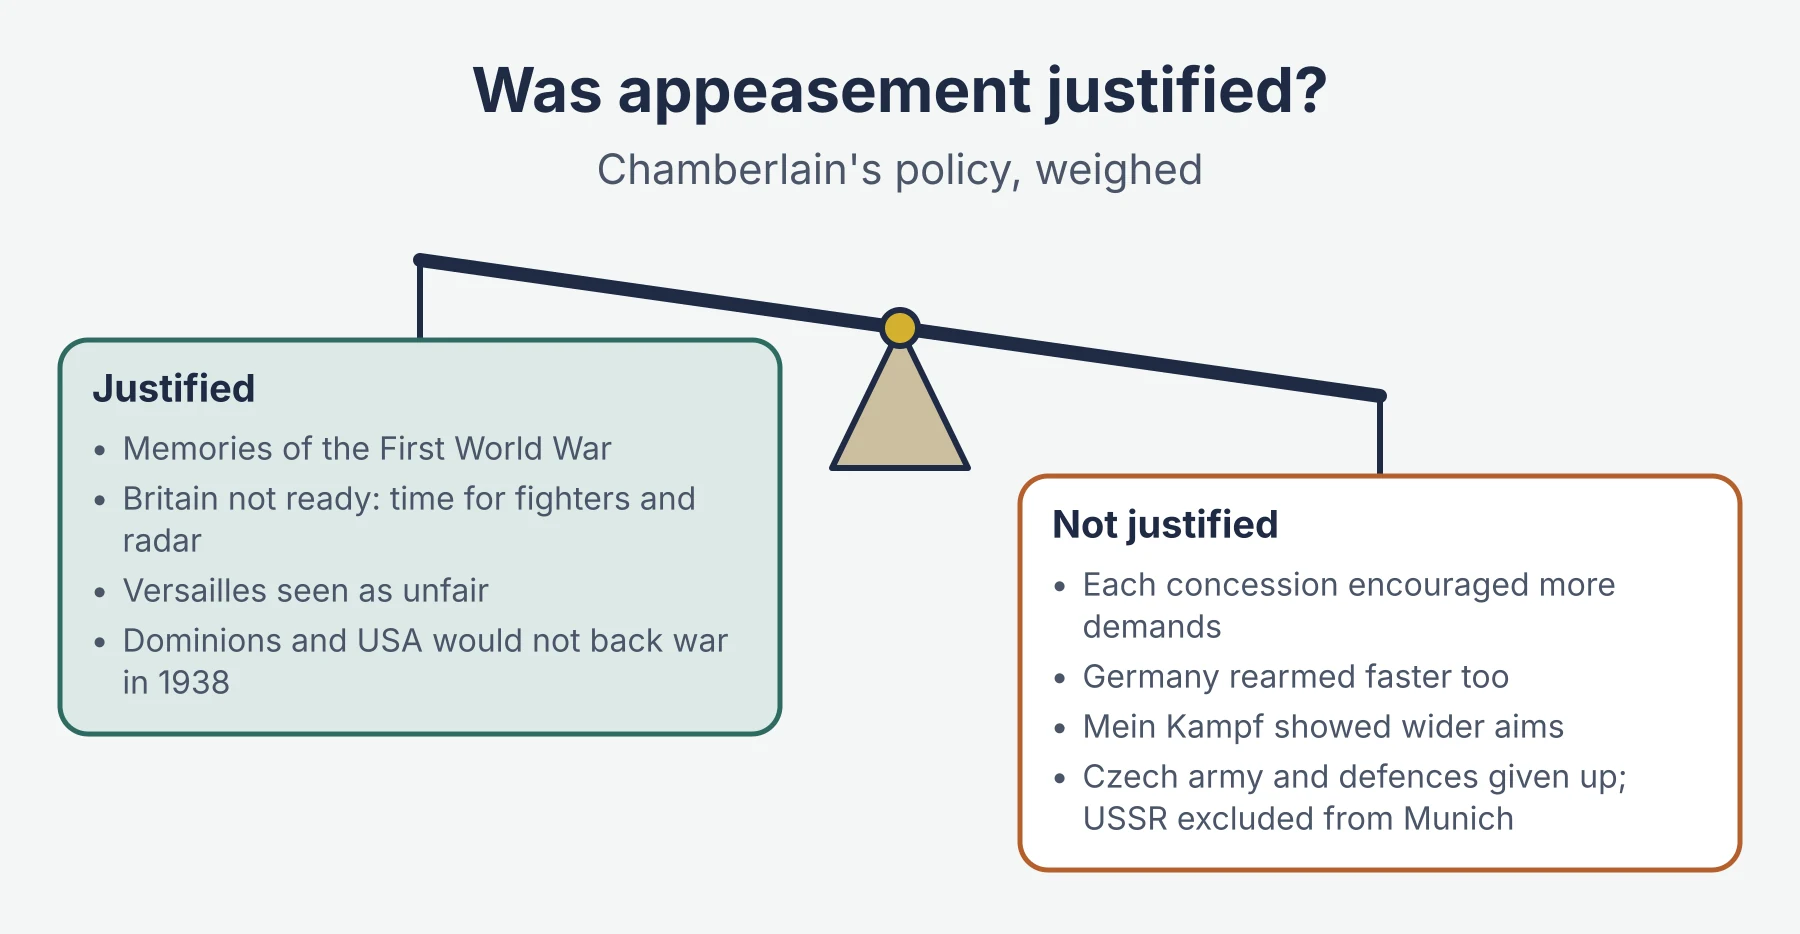 Was appeasement justified?
Chamberlain's policy, weighed
Justified
• Memories of the First World War
• Britain not ready: time for fighters and
radar
• Versailles seen as unfair
• Dominions and USA would not back war
in 1938
Not justified
• Each concession encouraged more
demands
• Germany rearmed faster too
• Mein Kampf showed wider aims
• Czech army and defences given up;
USSR excluded from Munich